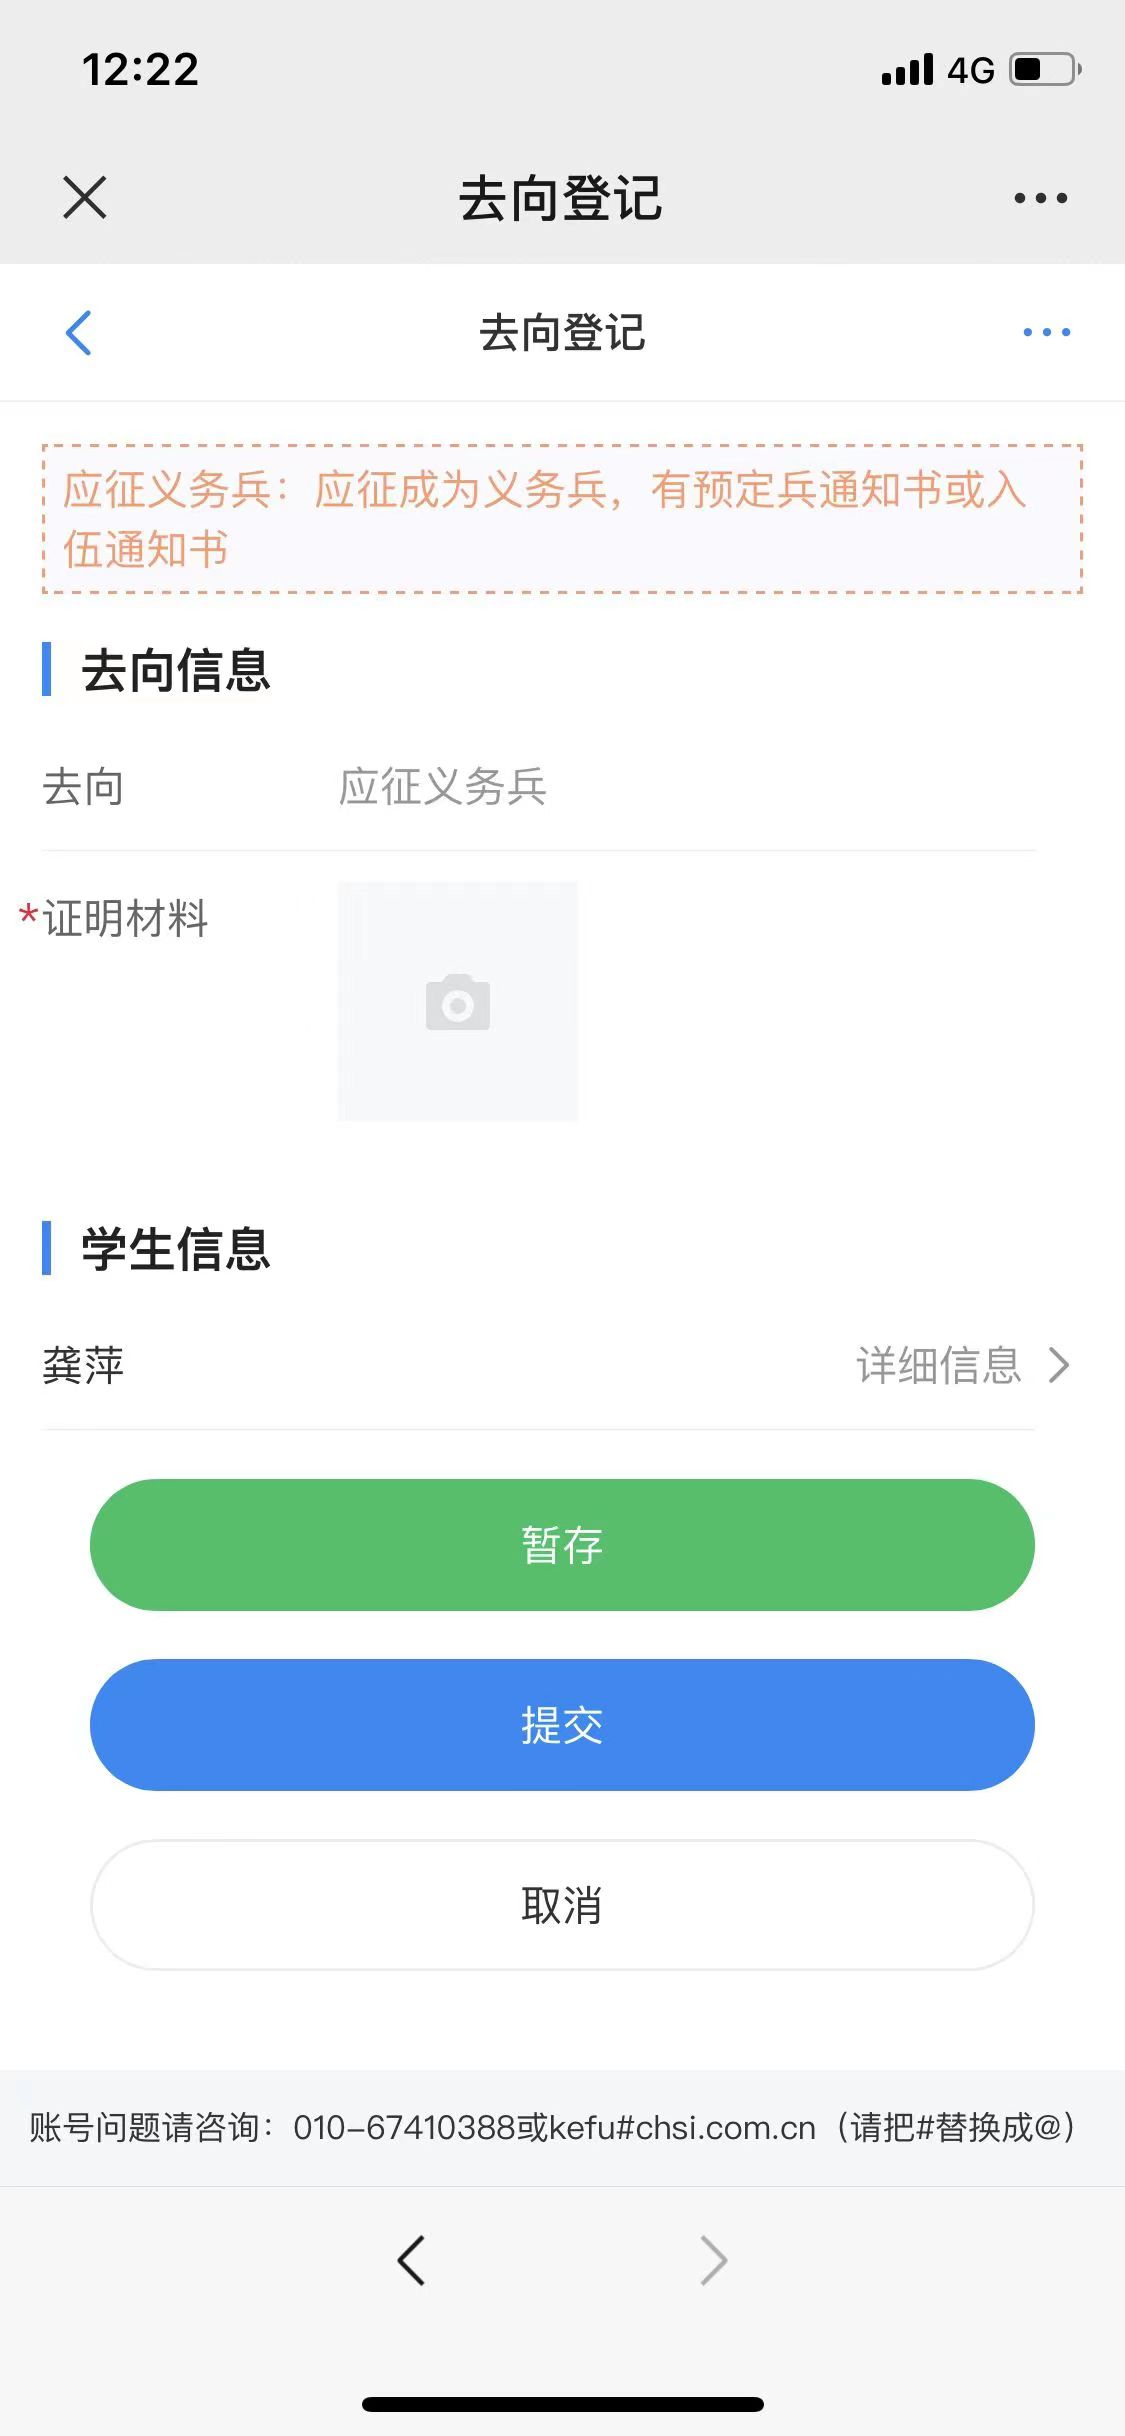 12:22
4G
去向登记
去向登记
应征义务兵：应征成为义务兵，有预定兵通知书或入
伍通知书
去向信息
去向 应征义务兵
*证明材料
学生信息
龚萍 详细信息
暂存
提交
取消
账号问题请咨询：010-67410388或kefu#chsi.com.cn（请把#替换成@）